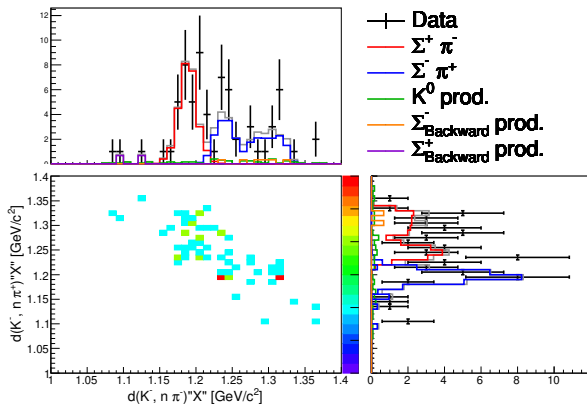 12
10
8
6
4
2
0
Data
Σ⁺ π⁻
Σ⁻ π⁺
K⁰ prod.
Σ⁻Backward prod.
Σ⁺Backward prod.
1.4
1.35
1.3
1.25
1.2
1.15
1.1
1.05
1
d(K⁻, n π⁺)"X" [GeV/c²]
1 1.05 1.1 1.15 1.2 1.25 1.3 1.35 1.4
d(K⁻, n π⁻)"X" [GeV/c²]
0 2 4 6 8 10